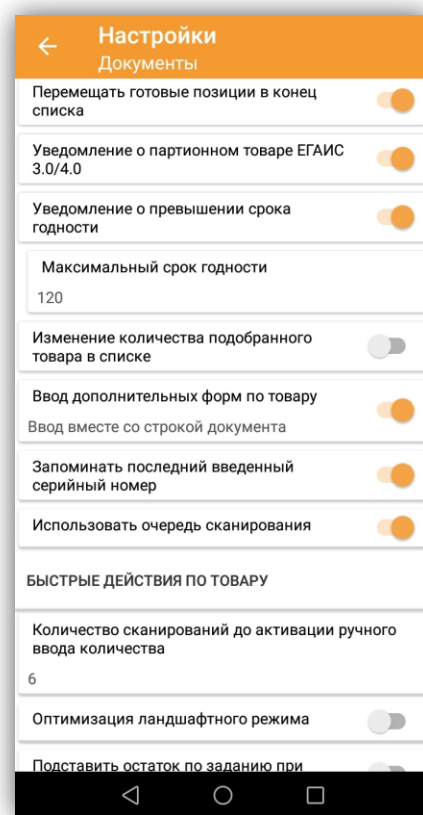 Настройки
Документы
Перемещать готовые позиции в конец
списка
Уведомление о партионном товаре ЕГАИС
3.0/4.0
Уведомление о превышении срока
годности
Максимальный срок годности
120
Изменение количества подобранного
товара в списке
Ввод дополнительных форм по товару
Ввод вместе со строкой документа
Запоминать последний введенный
серийный номер
Использовать очередь сканирования
БЫСТРЫЕ ДЕЙСТВИЯ ПО ТОВАРУ
Количество сканирований до активации ручного
ввода количества
6
Оптимизация ландшафтного режима
Подставить остаток по заданию при